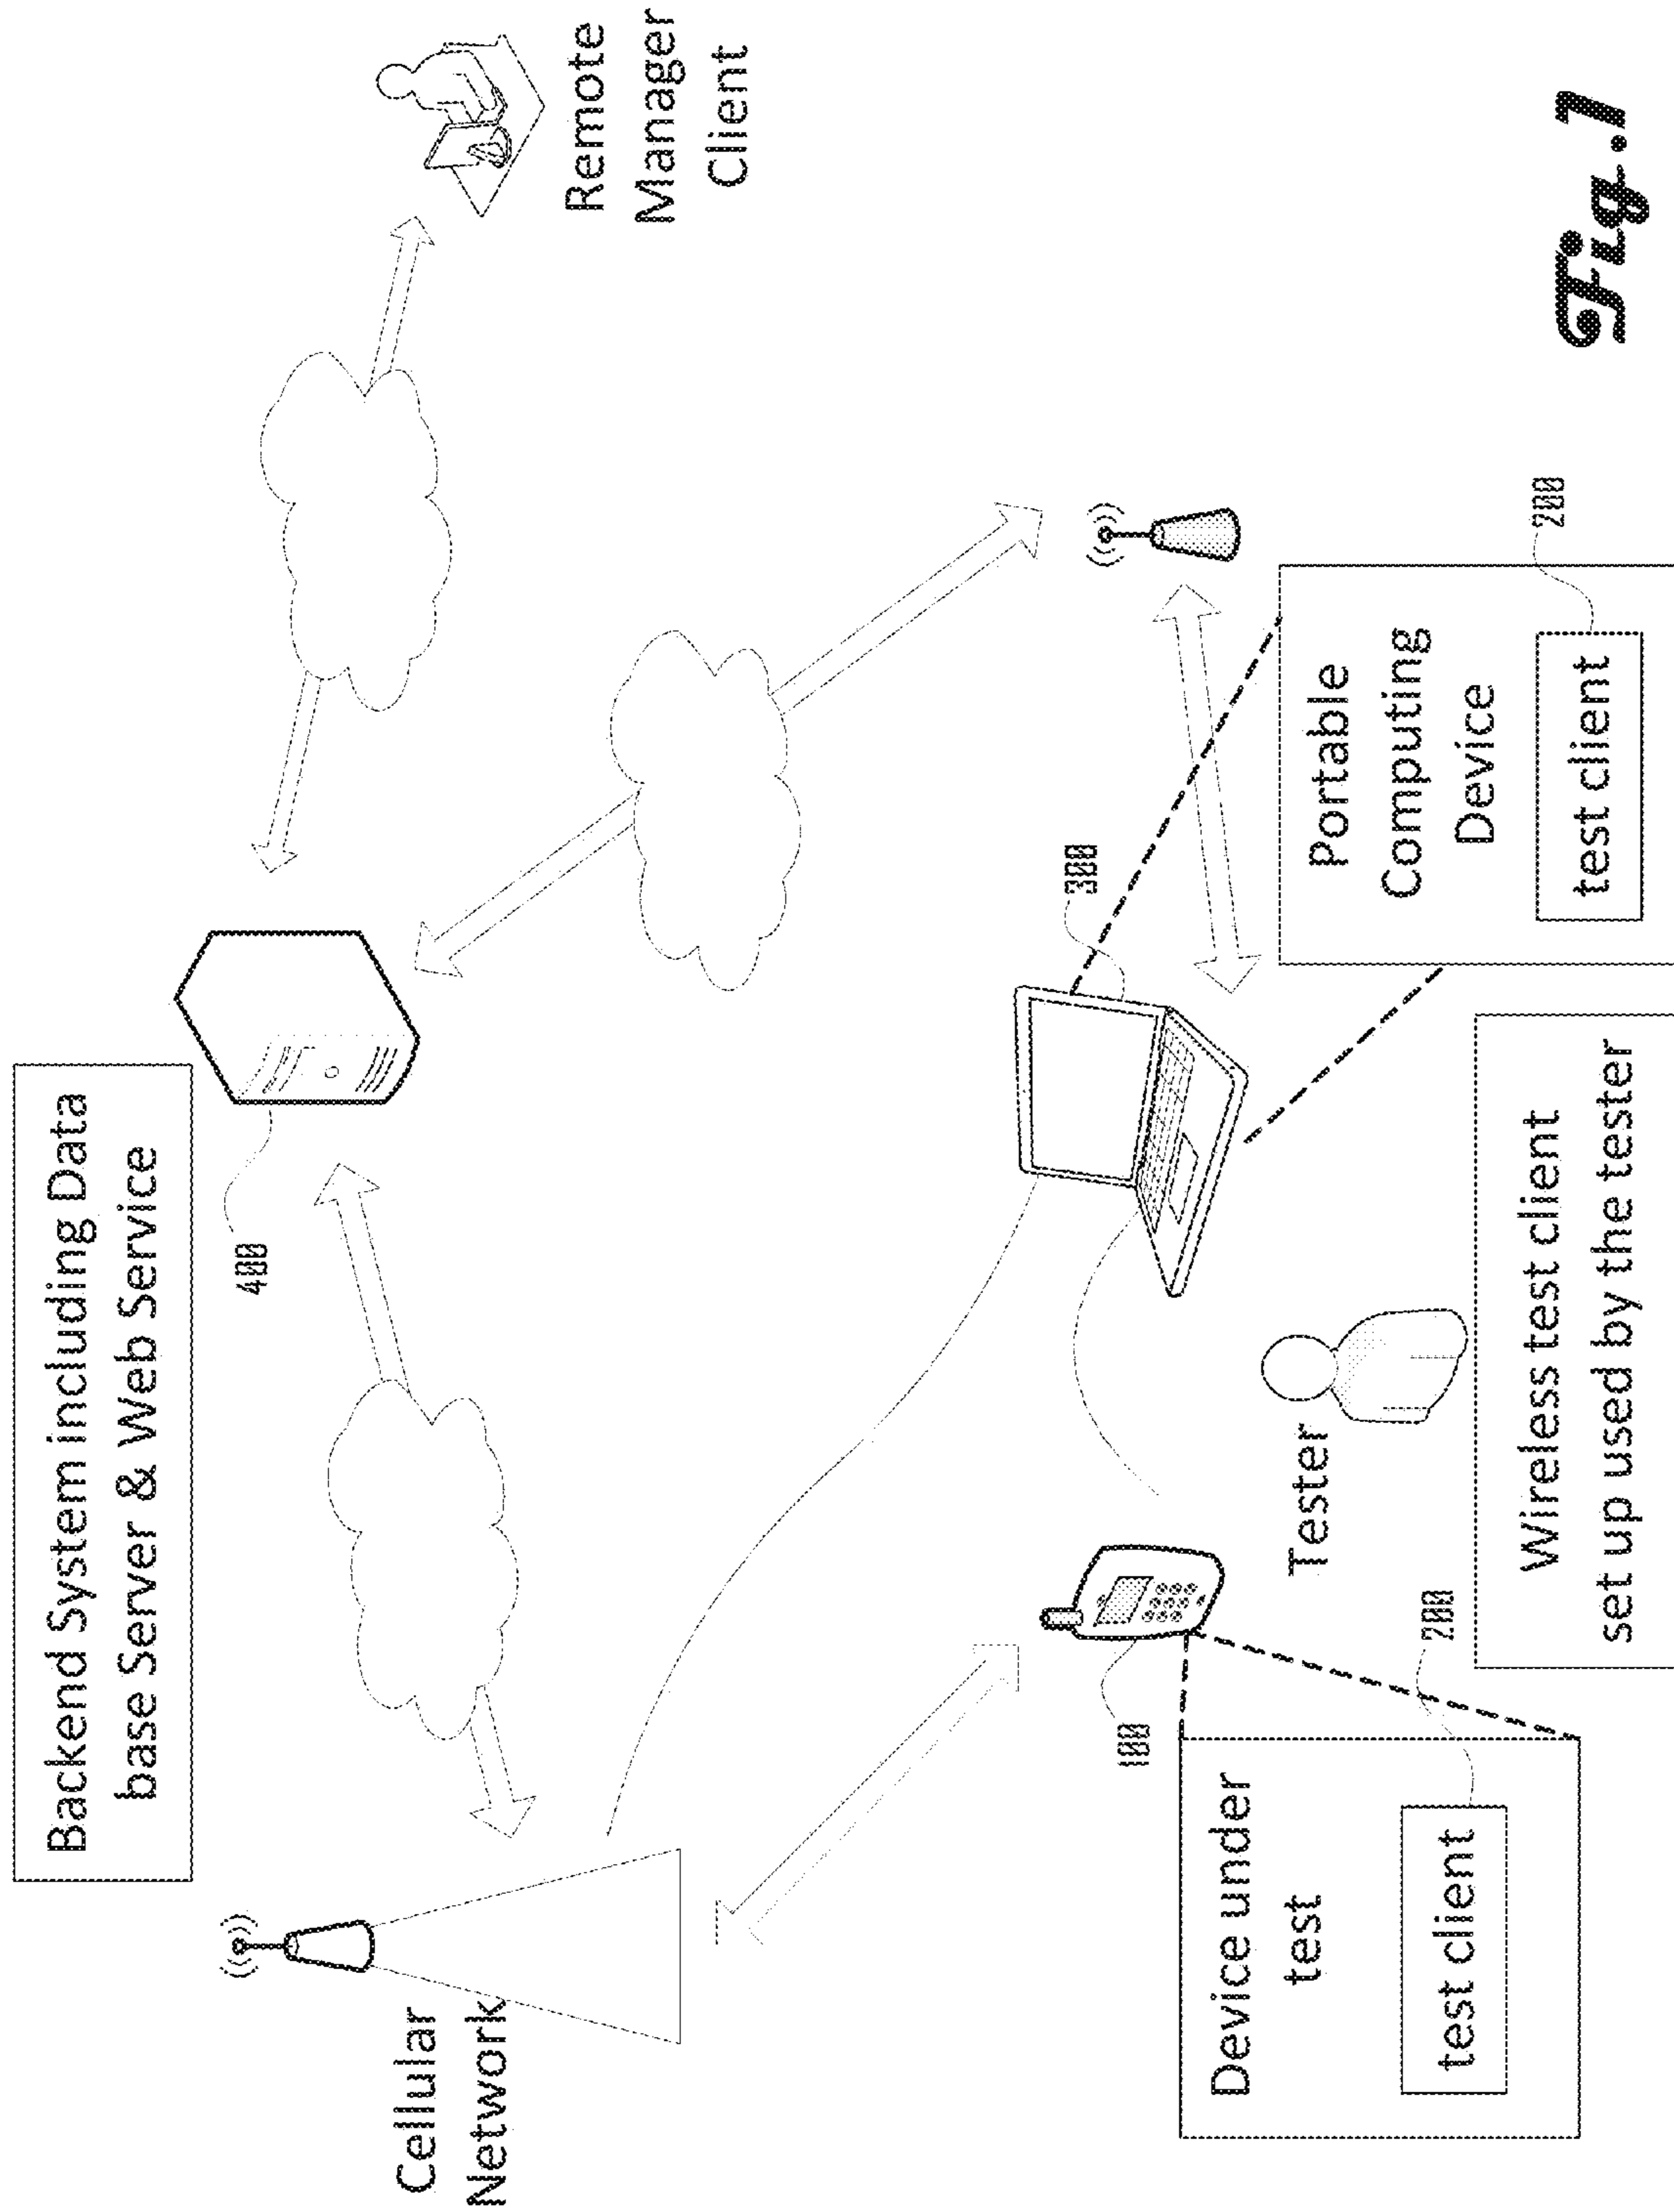 Backend System including Data
base Server & Web Service
400
Cellular
Network
Remote
Manager
Client
100
300
Device under
test
200
test client
Tester
Wireless test client
set up used by the tester
Portable
Computing
Device
200
test client
Fig.1